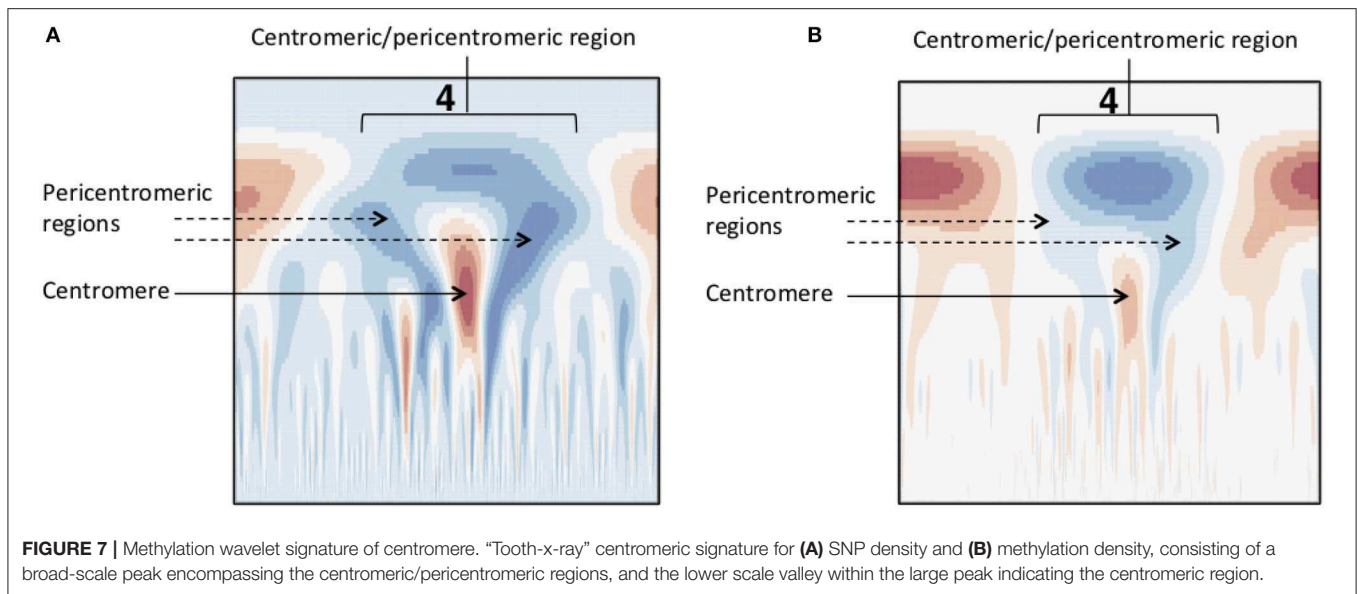 A
Centromeric/pericentromeric region
4
Pericentromeric
regions
Centromere
B
Centromeric/pericentromeric region
4
Pericentromeric
regions
Centromere
FIGURE 7 | Methylation wavelet signature of centromere. “Tooth-x-ray” centromeric signature for (A) SNP density and (B) methylation density, consisting of a
broad-scale peak encompassing the centromeric/pericentromeric regions, and the lower scale valley within the large peak indicating the centromeric region.